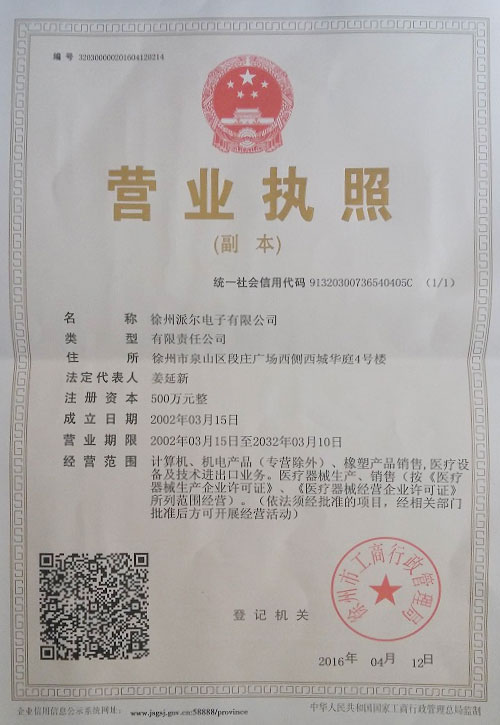 编 号 320300000201604120214
营业执照
(副 本)
统一社会信用代码 91320300736540405C (1/1)
名 称 徐州派尔电子有限公司
类 型 有限责任公司
住 所 徐州市泉山区段庄广场西侧西城华庭4号楼
法定代表人 姜延新
注册资本 500万元整
成立日期 2002年03月15日
营业期限 2002年03月15日至2032年03月10日
经营范围 计算机、机电产品（专营除外）、橡塑产品销售,医疗设
备及技术进出口业务。医疗器械生产、销售（按《医疗
器械生产企业许可证》、《医疗器械经营企业许可证》
所列范围经营）。（依法须经批准的项目，经相关部门
批准后方可开展经营活动）
徐州市工商行政管理局
登记机关
2016年 04月 12日
企业信用信息公示系统网址： www.jsgsj.gov.cn:58888/province
中华人民共和国国家工商行政管理总局监制